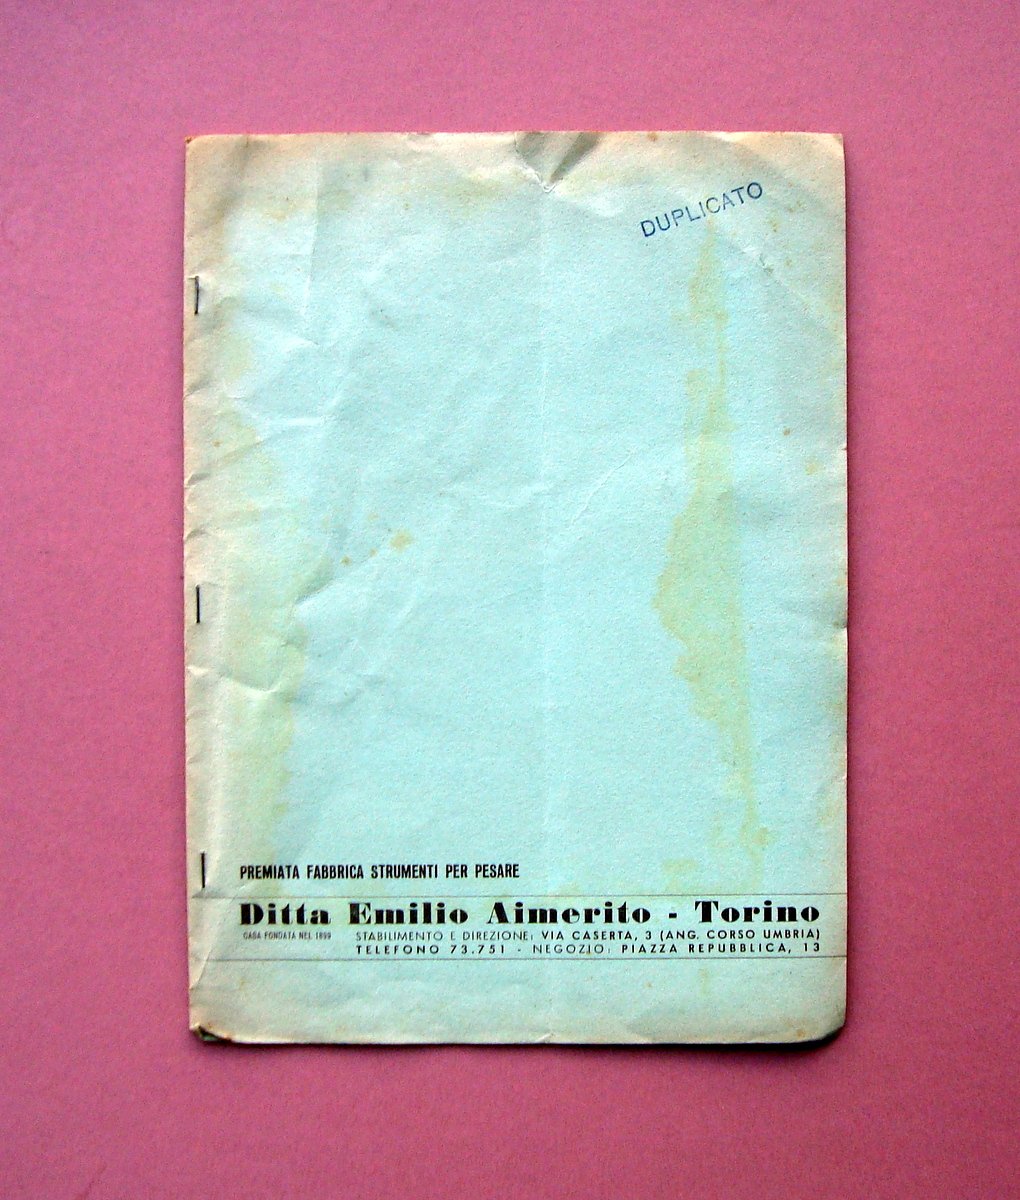 DUPLICATO
PREMIATA FABBRICA STRUMENTI PER PESARE
Ditta Emilio Aimerito - Torino
CASA FONDATA NEL 1899 STABILIMENTO E DIREZIONE: VIA CASERTA, 3 (ANG. CORSO UMBRIA)
TELEFONO 73.751 - NEGOZIO: PIAZZA REPUBBLICA, 13